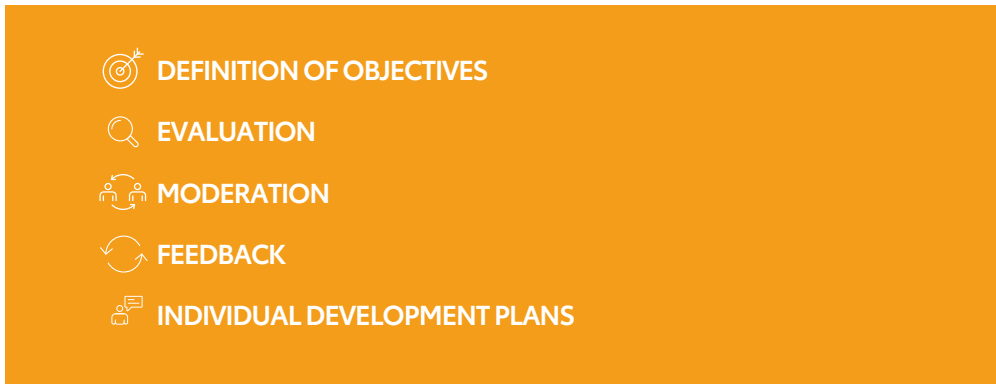 DEFINITION OF OBJECTIVES
EVALUATION
MODERATION
FEEDBACK
INDIVIDUAL DEVELOPMENT PLANS